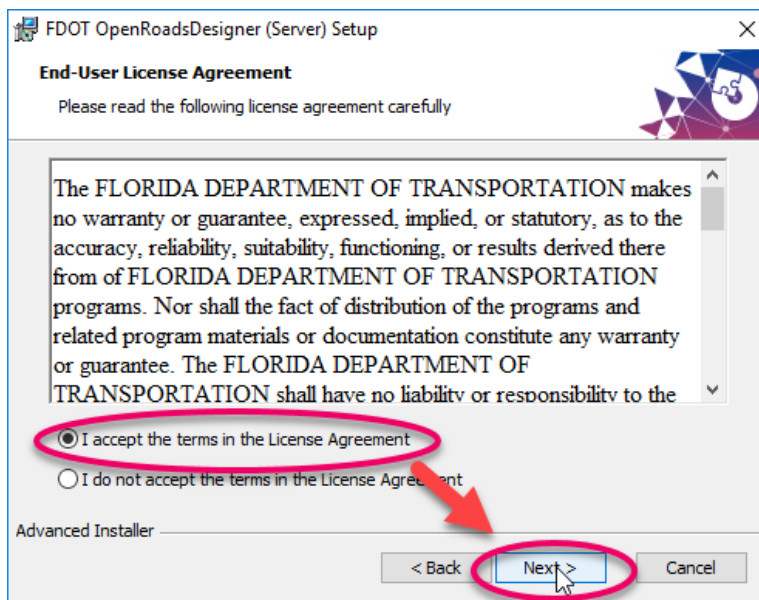 FDOT OpenRoadsDesigner (Server) Setup
End-User License Agreement
Please read the following license agreement carefully
The FLORIDA DEPARTMENT OF TRANSPORTATION makes
no warranty or guarantee, expressed, implied, or statutory, as to the
accuracy, reliability, suitability, functioning, or results derived there
from of FLORIDA DEPARTMENT OF TRANSPORTATION
programs. Nor shall the fact of distribution of the programs and
related program materials or documentation constitute any warranty
or guarantee. The FLORIDA DEPARTMENT OF
TRANSPORTATION shall have no liability or responsibility to the
I accept the terms in the License Agreement
I do not accept the terms in the License Agreement
Advanced Installer
< Back Next > Cancel